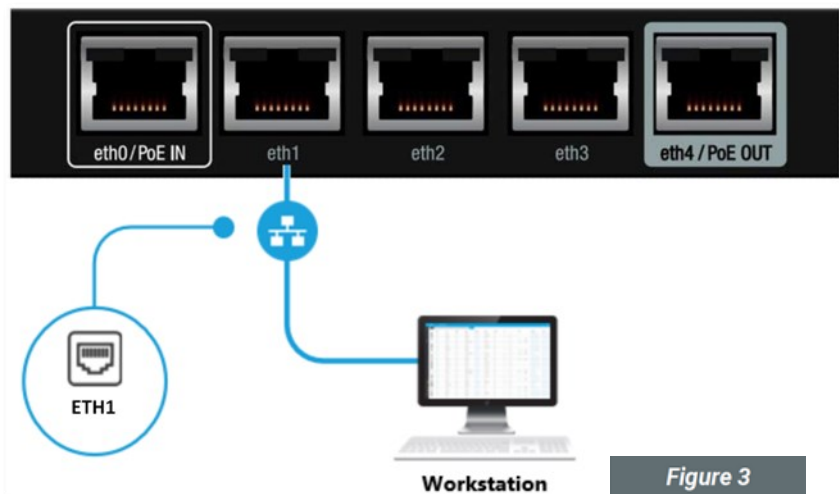 eth0/PoE IN
eth1
eth2
eth3
eth4 / PoE OUT
ETH1
Workstation
Figure 3